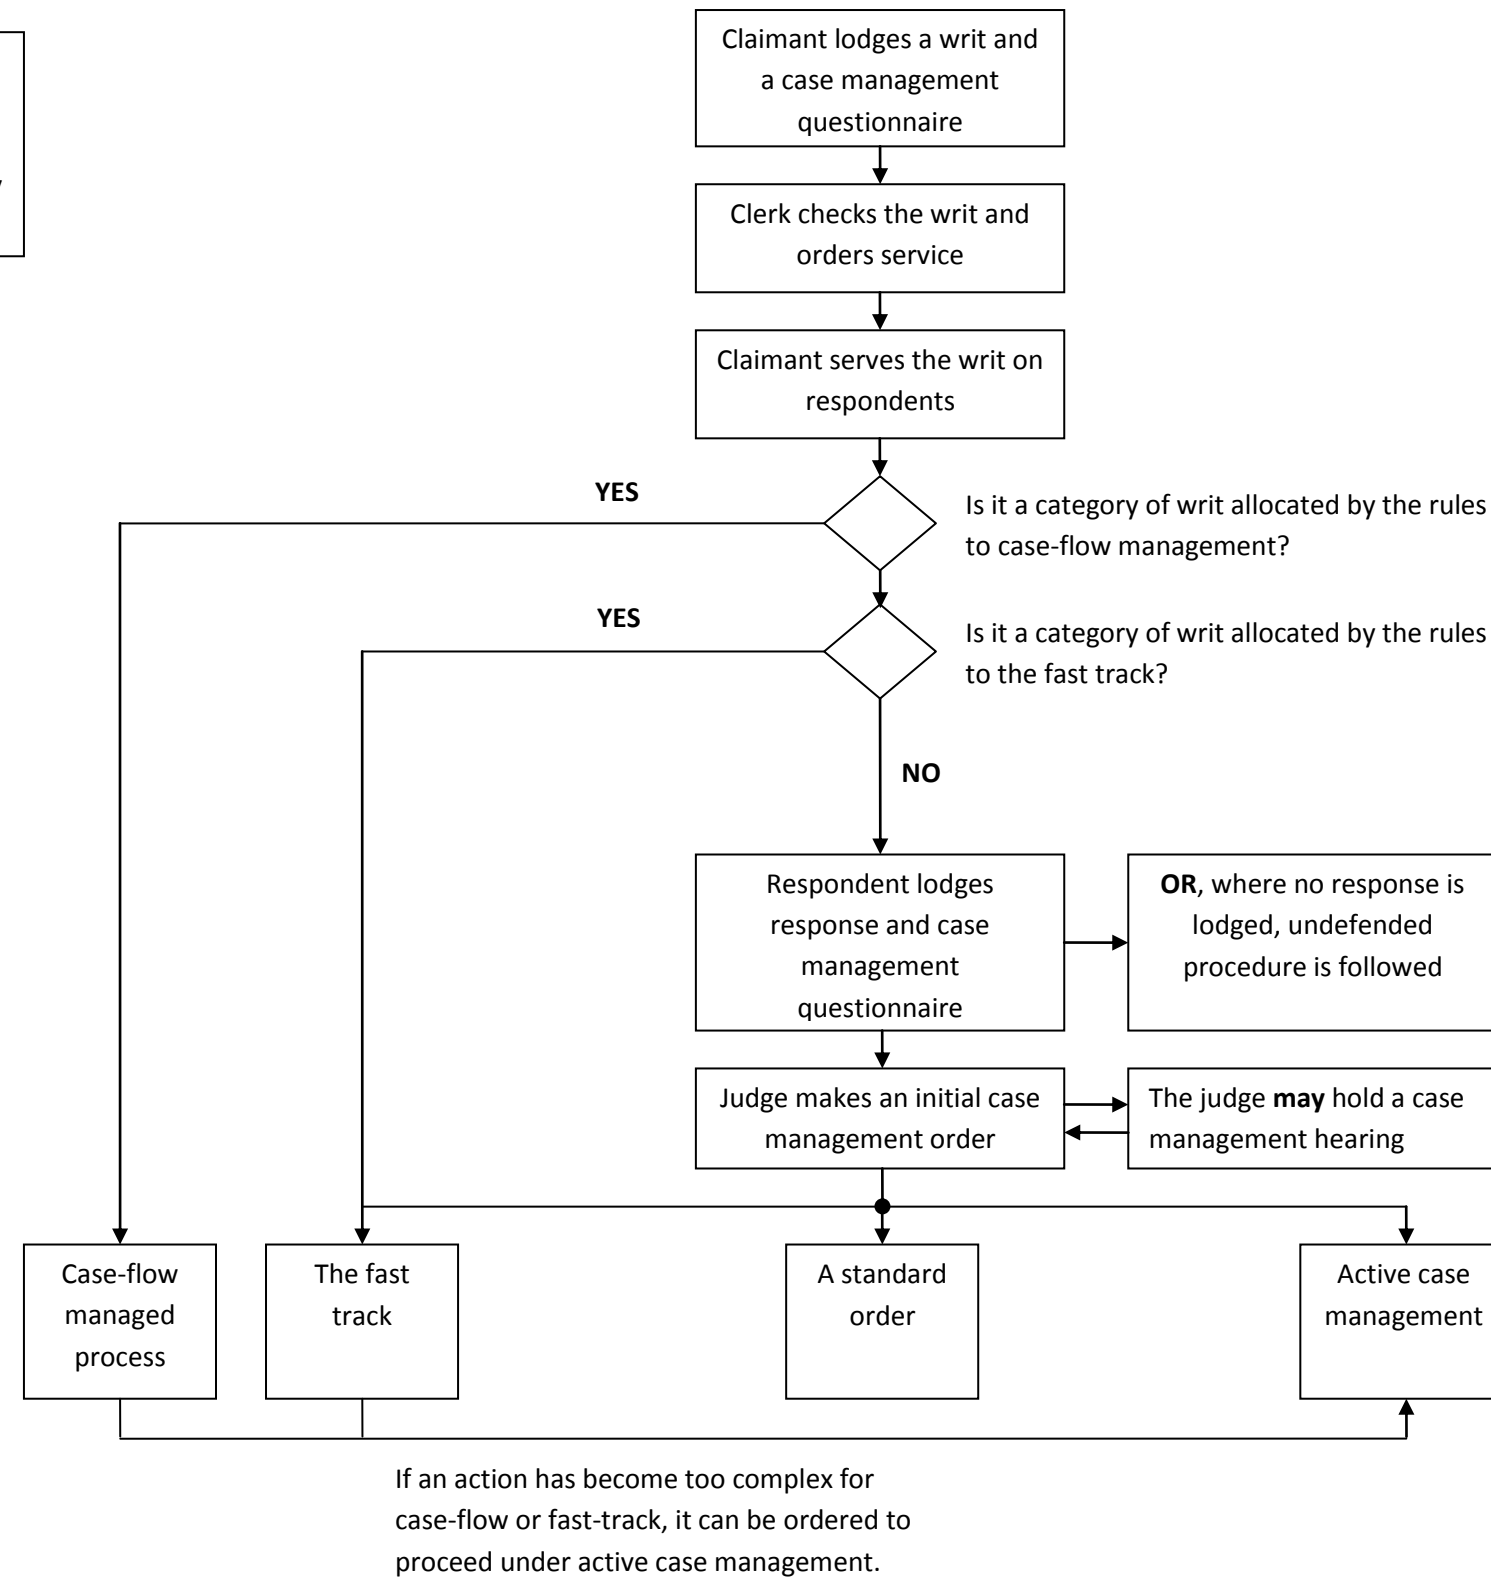 Claimant lodges a writ and
a case management
questionnaire
Clerk checks the writ and
orders service
Claimant serves the writ on
respondents
YES
Is it a category of writ allocated by the rules
to case-flow management?
YES
Is it a category of writ allocated by the rules
to the fast track?
NO
Respondent lodges
response and case
management
questionnaire
OR, where no response is
lodged, undefended
procedure is followed
Judge makes an initial case
management order
The judge may hold a case
management hearing
Case-flow
managed
process
The fast
track
A standard
order
Active case
management
If an action has become too complex for
case-flow or fast-track, it can be ordered to
proceed under active case management.